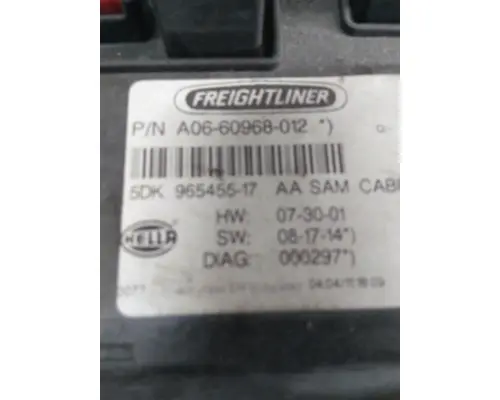 FREIGHTLINER
P/N A06-60968-012 *)
5DK 965455-17 AA SAM CAB
HELLA
HW: 07-30-01
SW: 08-17-14*)
DIAG: 000297*)